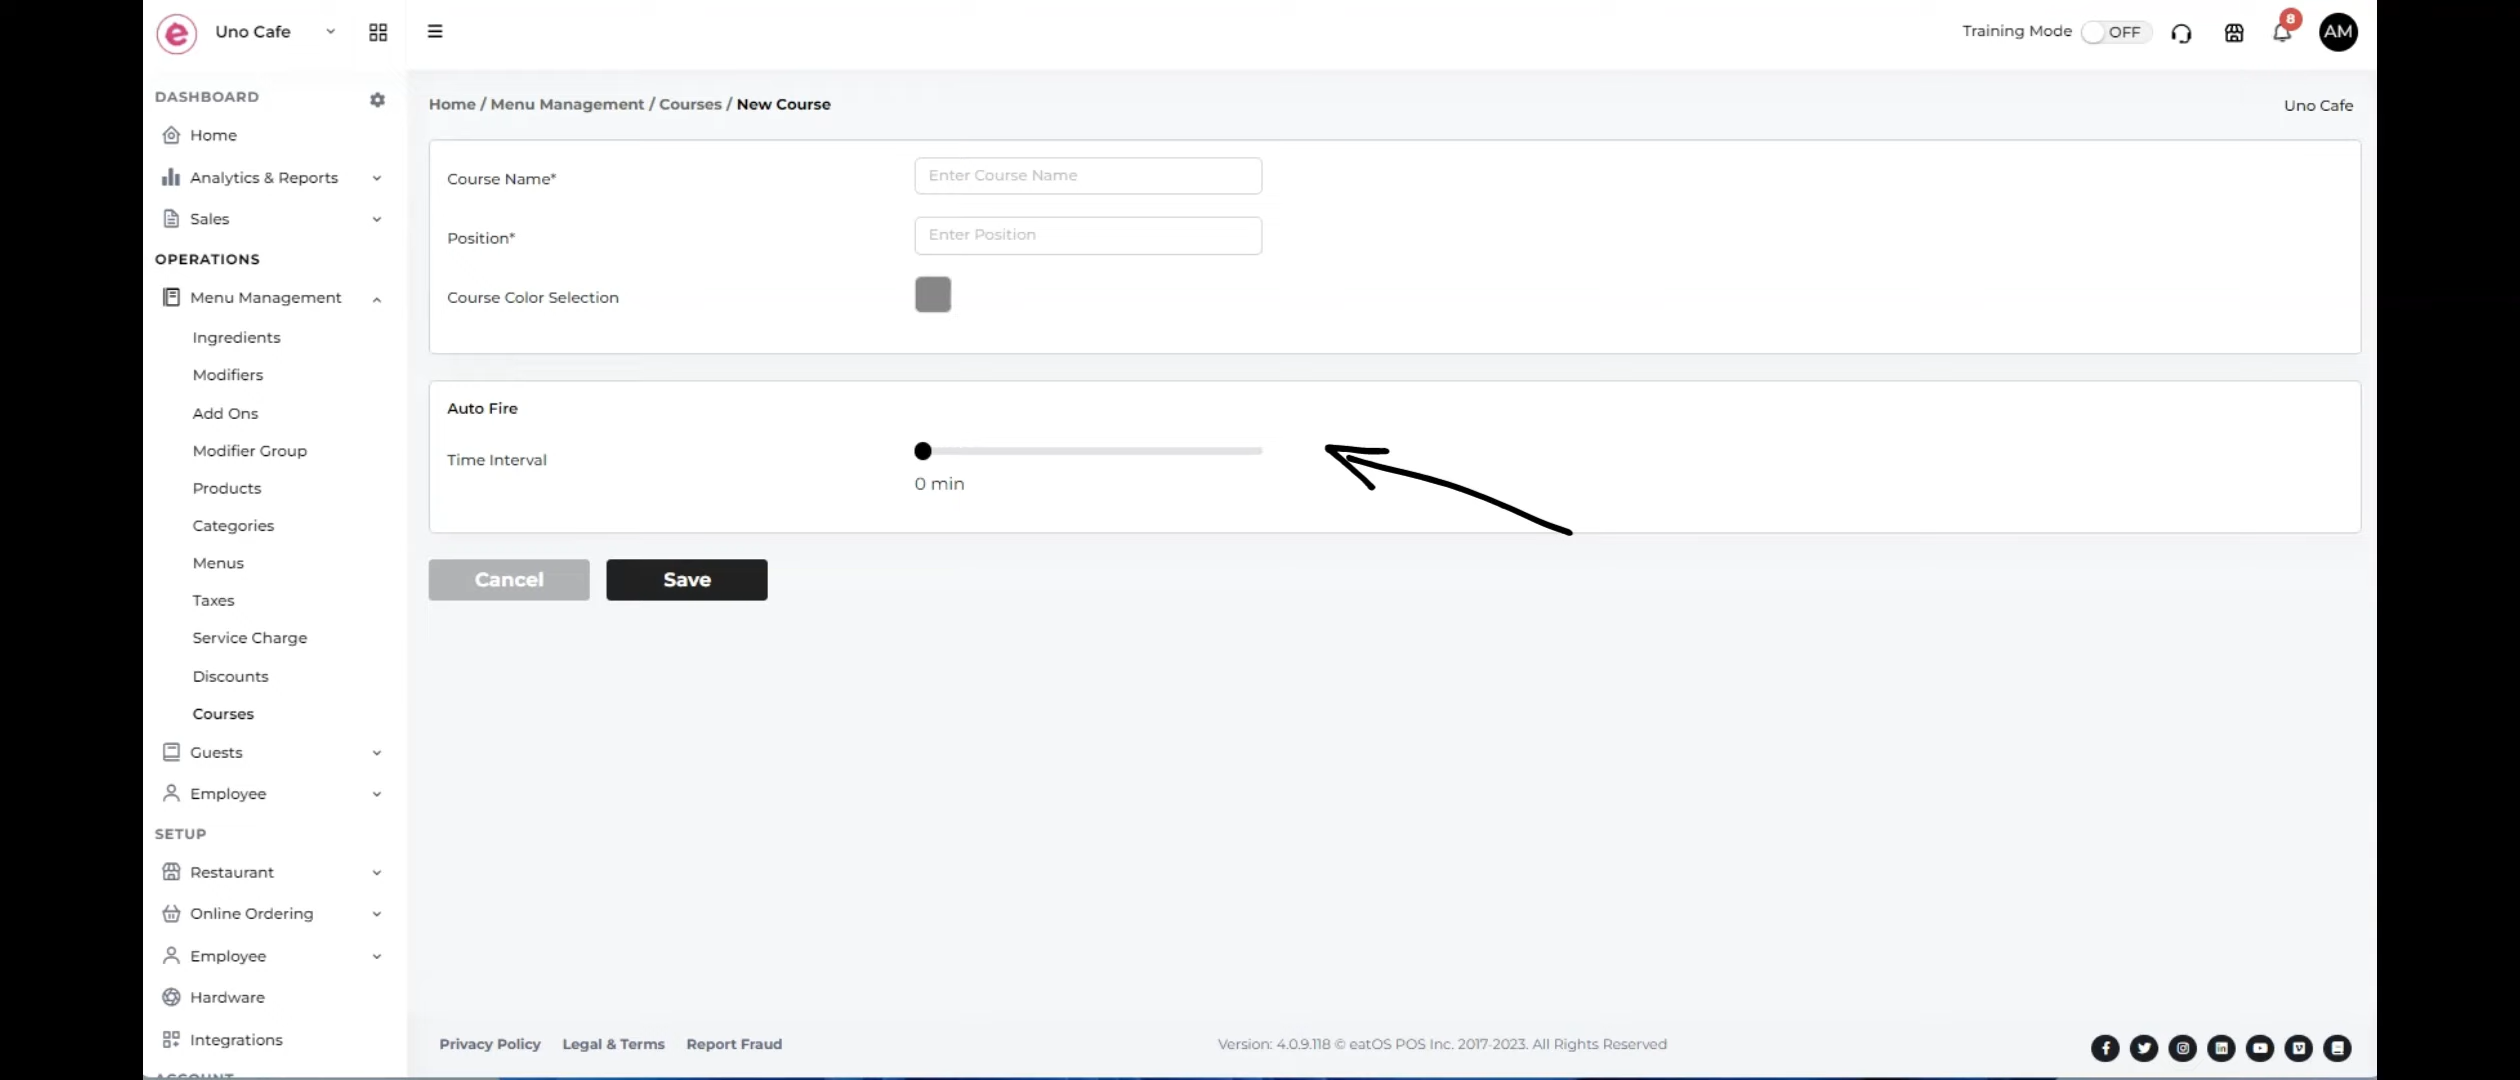 Uno Cafe
Training Mode OFF
8
AM
DASHBOARD
Home
Analytics & Reports
Sales
OPERATIONS
Menu Management
Ingredients
Modifiers
Add Ons
Modifier Group
Products
Categories
Menus
Taxes
Service Charge
Discounts
Courses
Guests
Employee
SETUP
Restaurant
Online Ordering
Employee
Hardware
Integrations
Home / Menu Management / Courses / New Course
Uno Cafe
Course Name*
Enter Course Name
Position*
Enter Position
Course Color Selection
Auto Fire
Time Interval
0 min
Cancel
Save
Privacy Policy
Legal & Terms
Report Fraud
Version: 4.0.9.118 © eatOS POS Inc. 2017-2023. All Rights Reserved